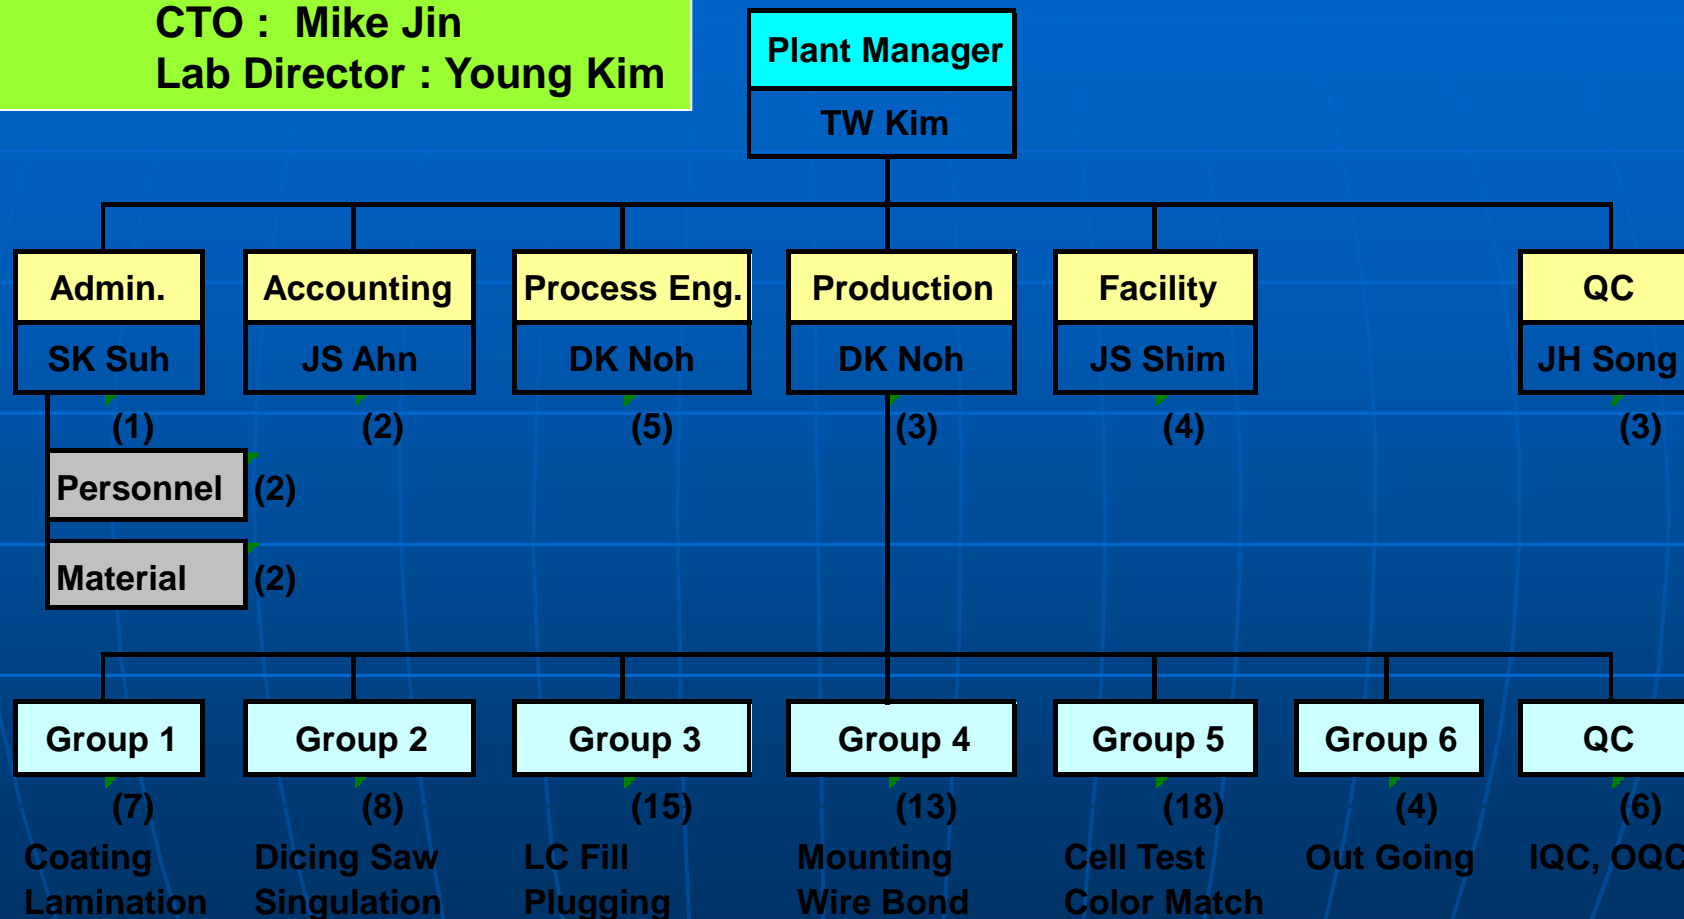 CTO : Mike Jin
Lab Director : Young Kim
Plant Manager
TW Kim
Admin.
Accounting
Process Eng.
Production
Facility
QC
SK Suh
JS Ahn
DK Noh
DK Noh
JS Shim
JH Song
(1)
(2)
(5)
(3)
(4)
(3)
Personnel
(2)
Material
(2)
Group 1
Group 2
Group 3
Group 4
Group 5
Group 6
QC
(7)
(8)
(15)
(13)
(18)
(4)
(6)
Coating
Lamination
Dicing Saw
Singulation
LC Fill
Plugging
Mounting
Wire Bond
Cell Test
Color Match
Out Going
IQC, OQC